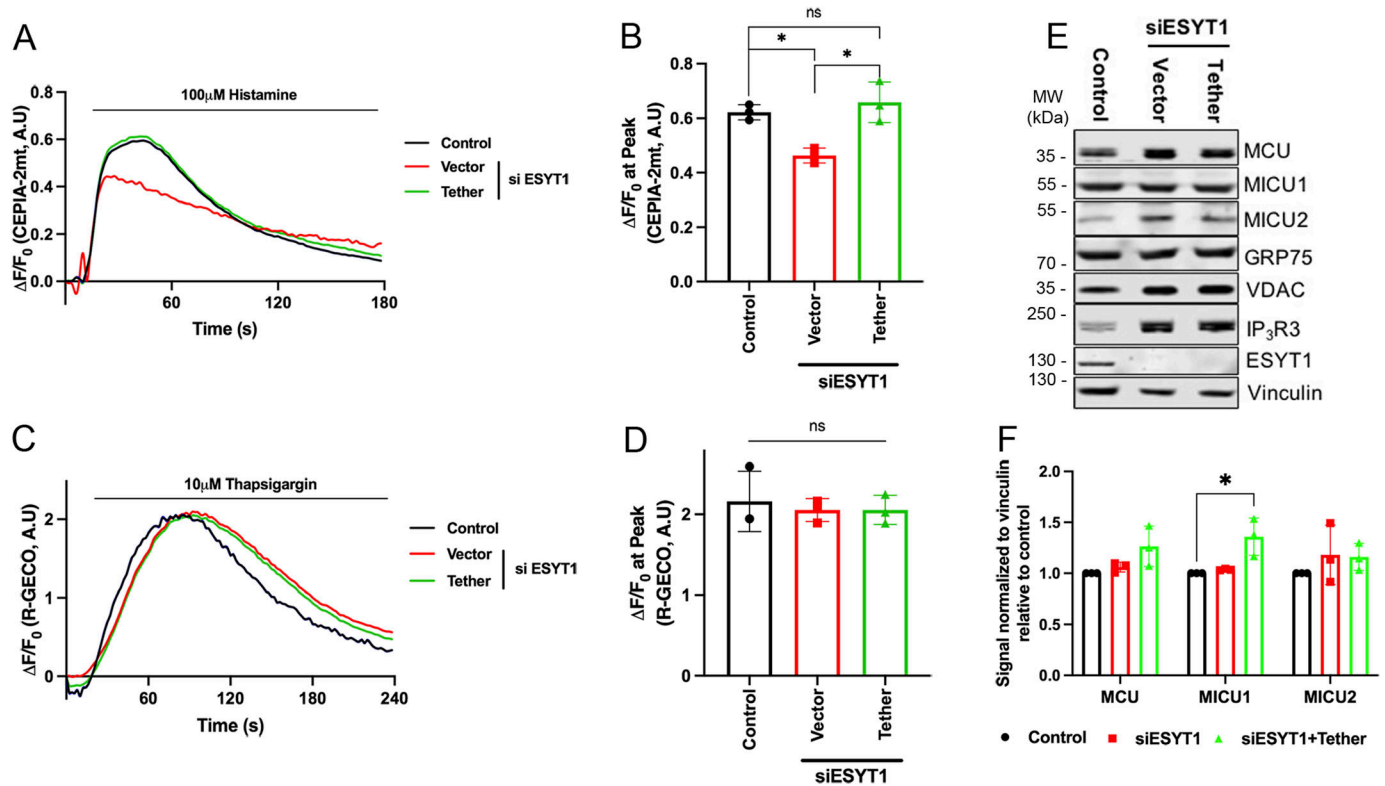 A
100μM Histamine
ΔF/F0 (CEPIA-2mt, A.U)
0.8
0.6
0.4
0.2
0.0
60
120
180
Time (s)
Control
Vector
Tether
si ESYT1
B
ns
*
*
ΔF/F0 at Peak
(CEPIA-2mt, A.U)
0.8
0.6
0.4
0.2
0.0
Control
Vector
Tether
siESYT1
C
10μM Thapsigargin
ΔF/F0 (R-GECO, A.U)
2
1
0
60
120
180
240
Time (s)
Control
Vector
Tether
si ESYT1
D
ns
ΔF/F0 at Peak
(R-GECO, A.U)
2
1
0
Control
Vector
Tether
siESYT1
E
siESYT1
Control
Vector
Tether
MW
(kDa)
35 - MCU
55 - MICU1
55 - MICU2
70 - GRP75
35 - VDAC
250 - IP3R3
130 - ESYT1
130 - Vinculin
F
Signal normalized to vinculin
relative to control
2.0
1.5
1.0
0.5
0.0
*
MCU
MICU1
MICU2
Control
siESYT1
siESYT1+Tether